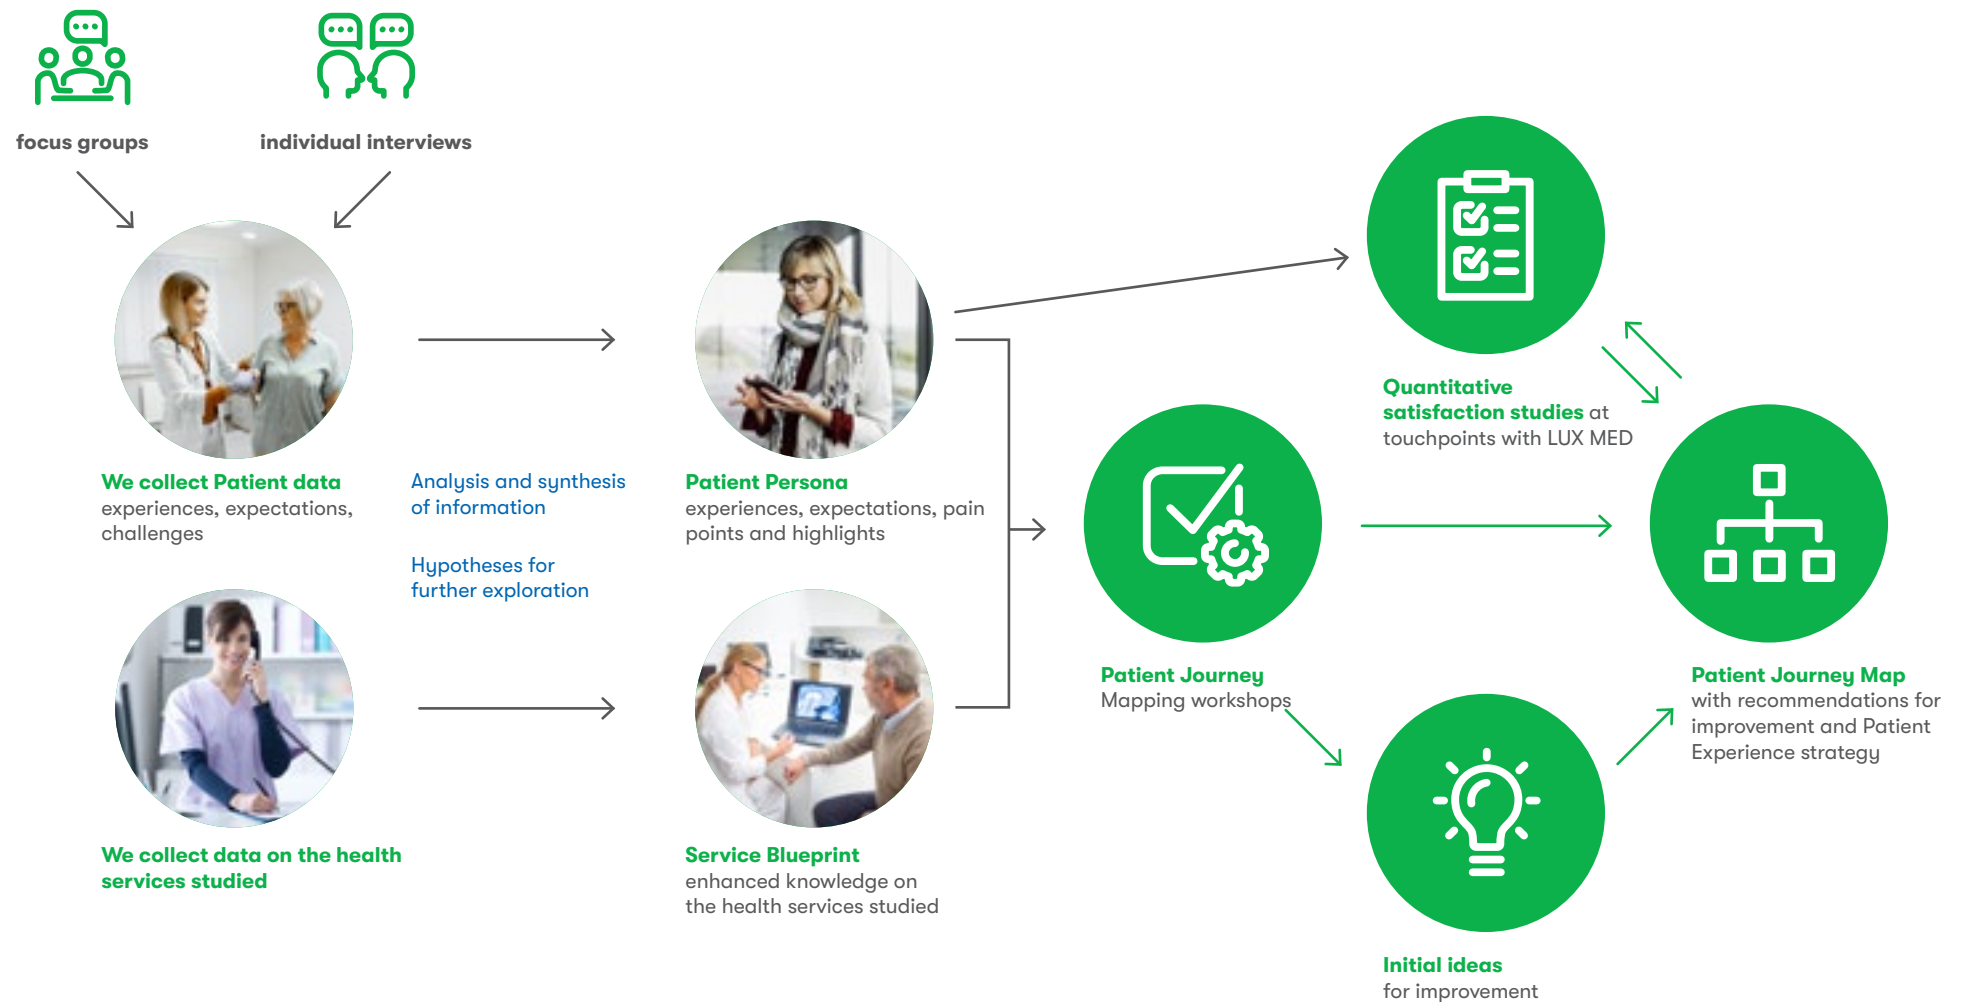 focus groups
individual interviews
We collect Patient data
experiences, expectations,
challenges
Analysis and synthesis
of information
Hypotheses for
further exploration
Patient Persona
experiences, expectations, pain
points and highlights
Quantitative
satisfaction studies at
touchpoints with LUX MED
We collect data on the health
services studied
Service Blueprint
enhanced knowledge on
the health services studied
Patient Journey
Mapping workshops
Initial ideas
for improvement
Patient Journey Map
with recommendations for
improvement and Patient
Experience strategy